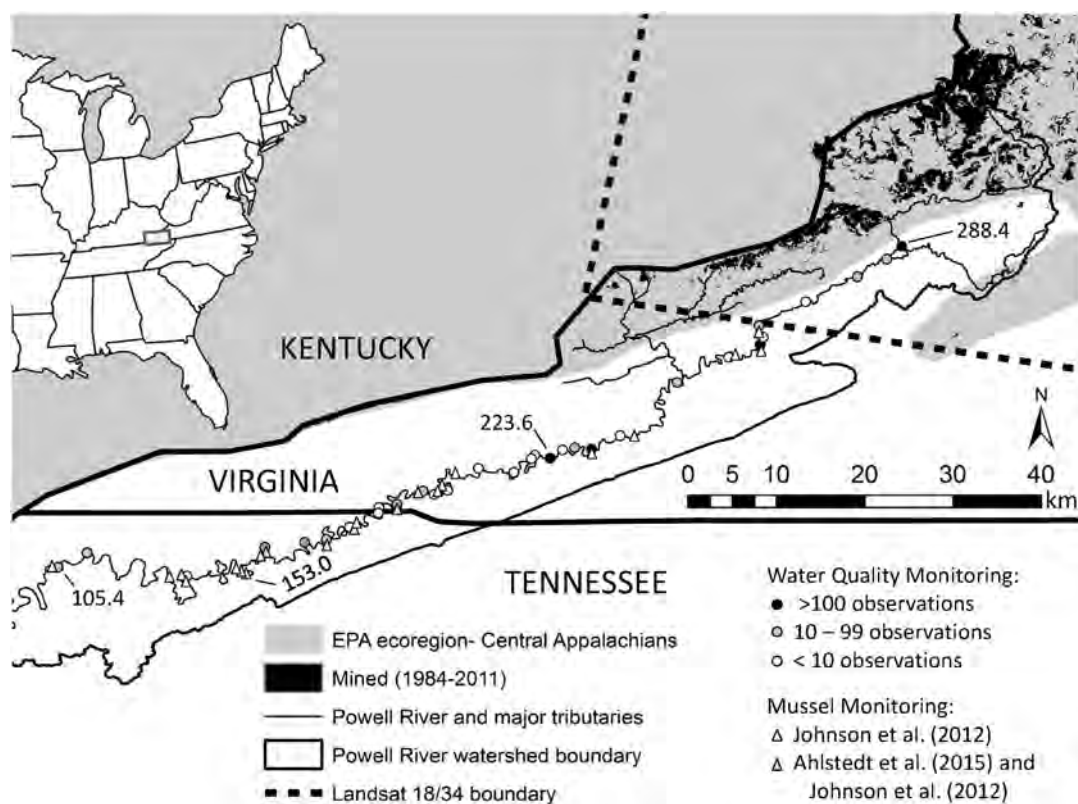 288.4
KENTUCKY
N
223.6
VIRGINIA
0 5 10 20 30 40
km
153.0
105.4
TENNESSEE
EPA ecoregion- Central Appalachians
Mined (1984-2011)
Powell River and major tributaries
Powell River watershed boundary
Landsat 18/34 boundary
Water Quality Monitoring:
>100 observations
10 – 99 observations
< 10 observations
Mussel Monitoring:
Johnson et al. (2012)
Ahlstedt et al. (2015) and
Johnson et al. (2012)